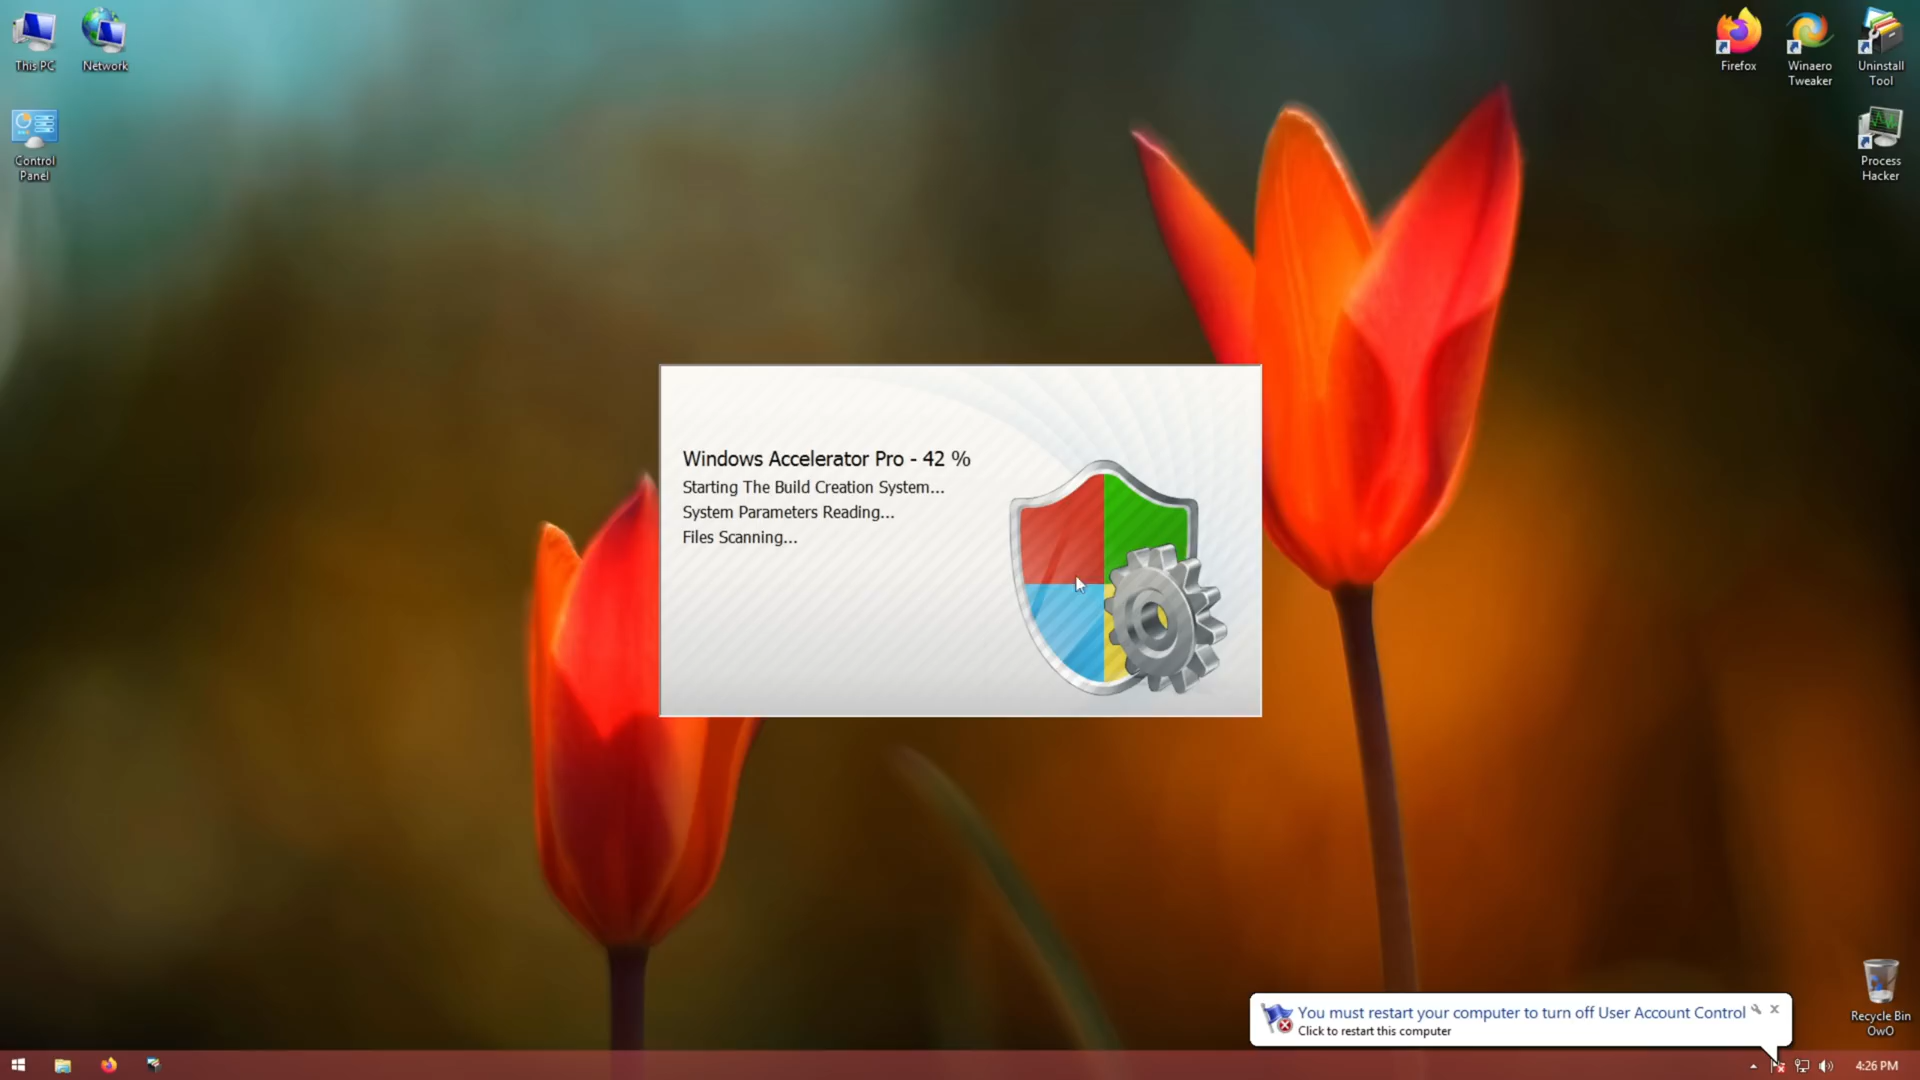 This PC
Network
Control
Panel
Firefox
Winaero
Tweaker
Uninstall
Tool
Process
Hacker
Windows Accelerator Pro - 42 %
Starting The Build Creation System...
System Parameters Reading...
Files Scanning...
You must restart your computer to turn off User Account Control
Click to restart this computer
Recycle Bin
OwO
4:26 PM